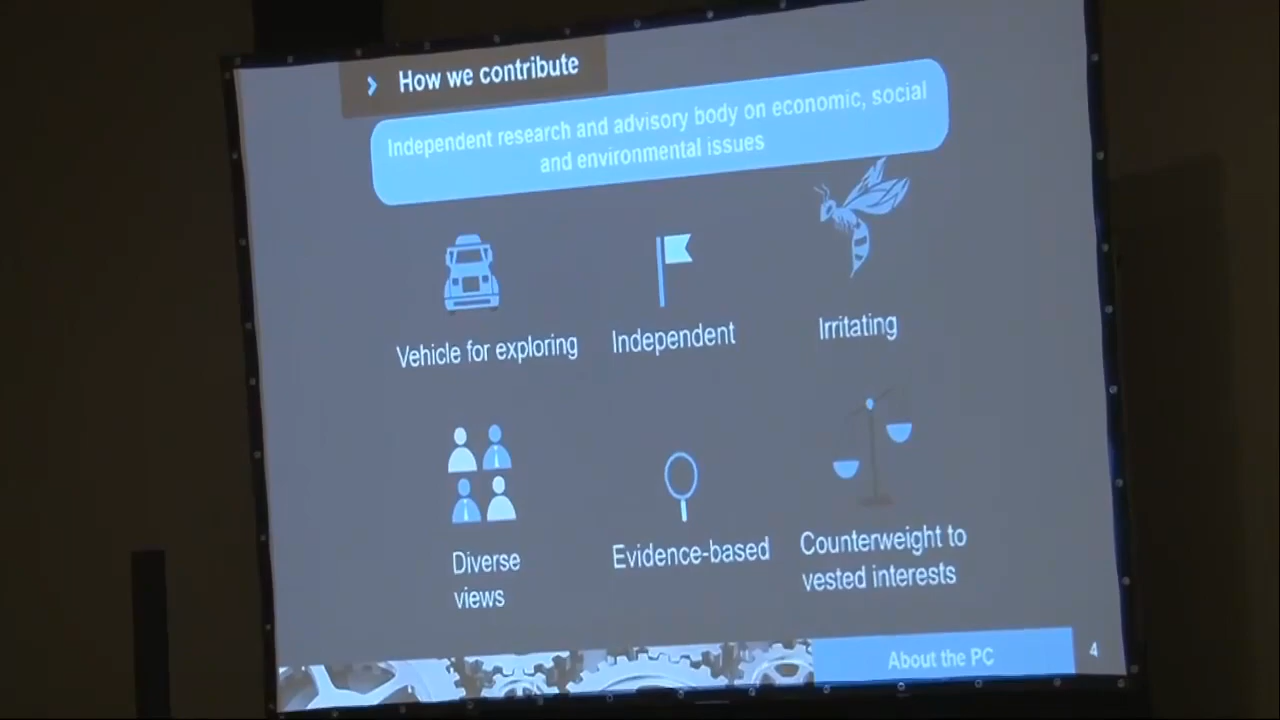 How we contribute
Independent research and advisory body on economic, social
and environmental issues
Vehicle for exploring
Independent
Irritating
Diverse
views
Evidence-based
Counterweight to
vested interests
About the PC
4